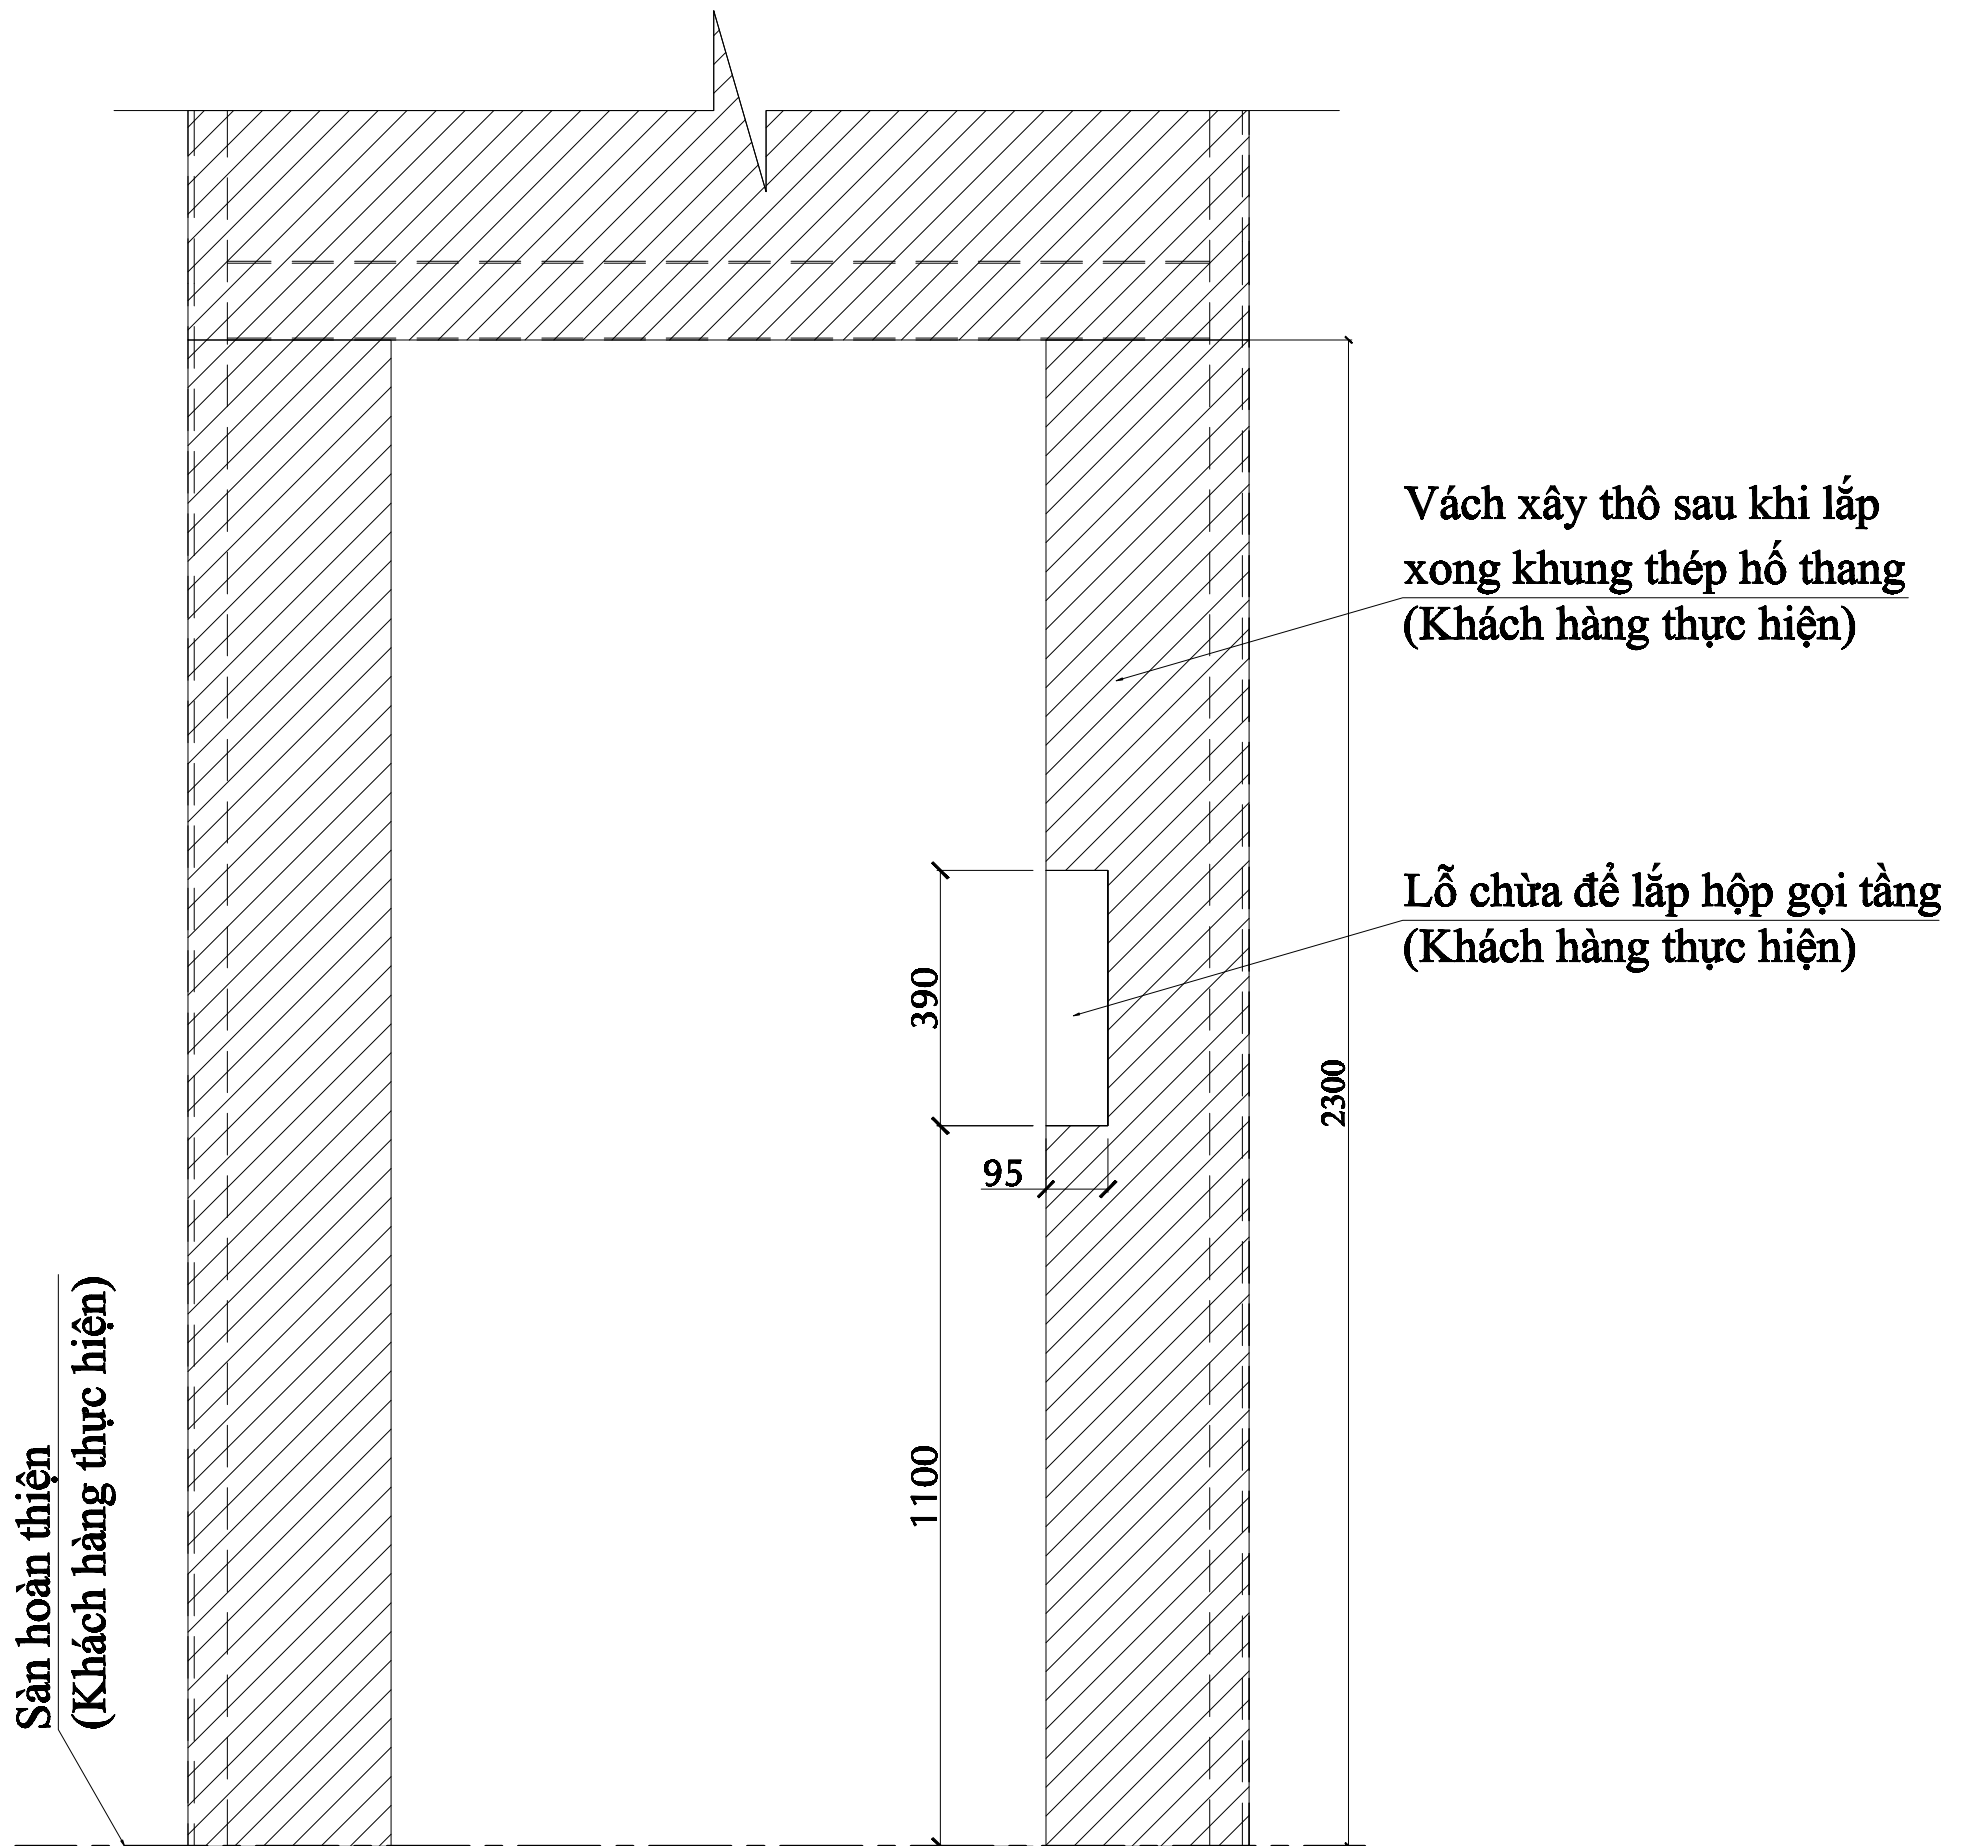 Vách xây thô sau khi lắp
xong khung thép hố thang
(Khách hàng thực hiện)
Lỗ chừa để lắp hộp gọi tầng
(Khách hàng thực hiện)
390
2300
95
1100
Sàn hoàn thiện
(Khách hàng thực hiện)